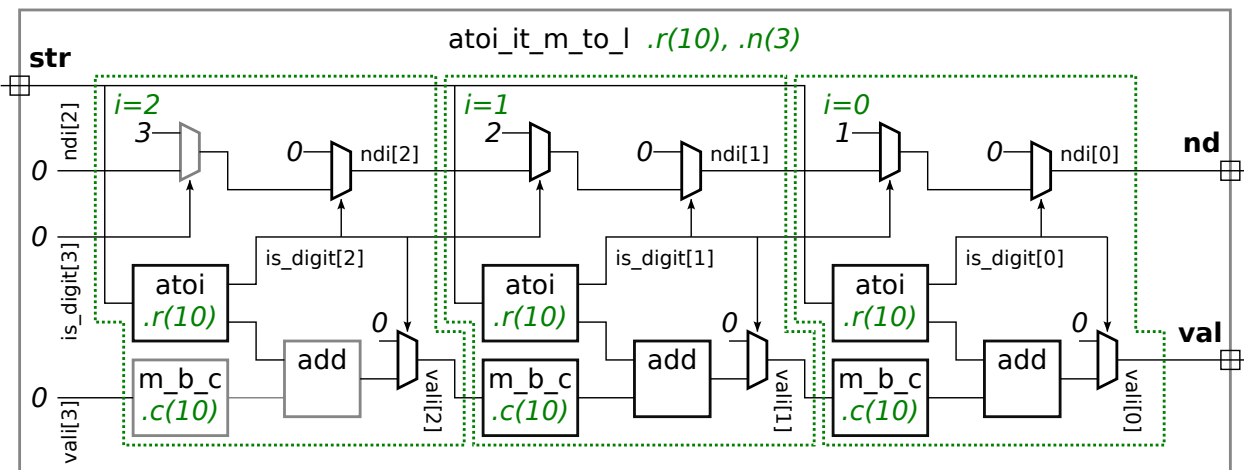 atoi_it_m_to_l .r(10), .n(3)
str
i=2
i=1
i=0
3
2
1
nd
ndi[2]
0
0
ndi[2]
0
ndi[1]
0
ndi[0]
0
is_digit[3]
is_digit[2]
is_digit[1]
is_digit[0]
atoi
.r(10)
atoi
.r(10)
atoi
.r(10)
0
0
0
val
add
add
add
m_b_c
.c(10)
m_b_c
.c(10)
m_b_c
.c(10)
0
vali[3]
vali[2]
vali[1]
vali[0]